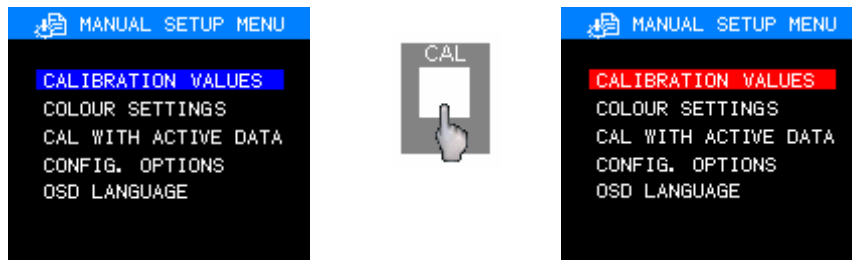 MANUAL SETUP MENU
CALIBRATION VALUES
COLOUR SETTINGS
CAL WITH ACTIVE DATA
CONFIG. OPTIONS
OSD LANGUAGE
CAL
MANUAL SETUP MENU
CALIBRATION VALUES
COLOUR SETTINGS
CAL WITH ACTIVE DATA
CONFIG. OPTIONS
OSD LANGUAGE